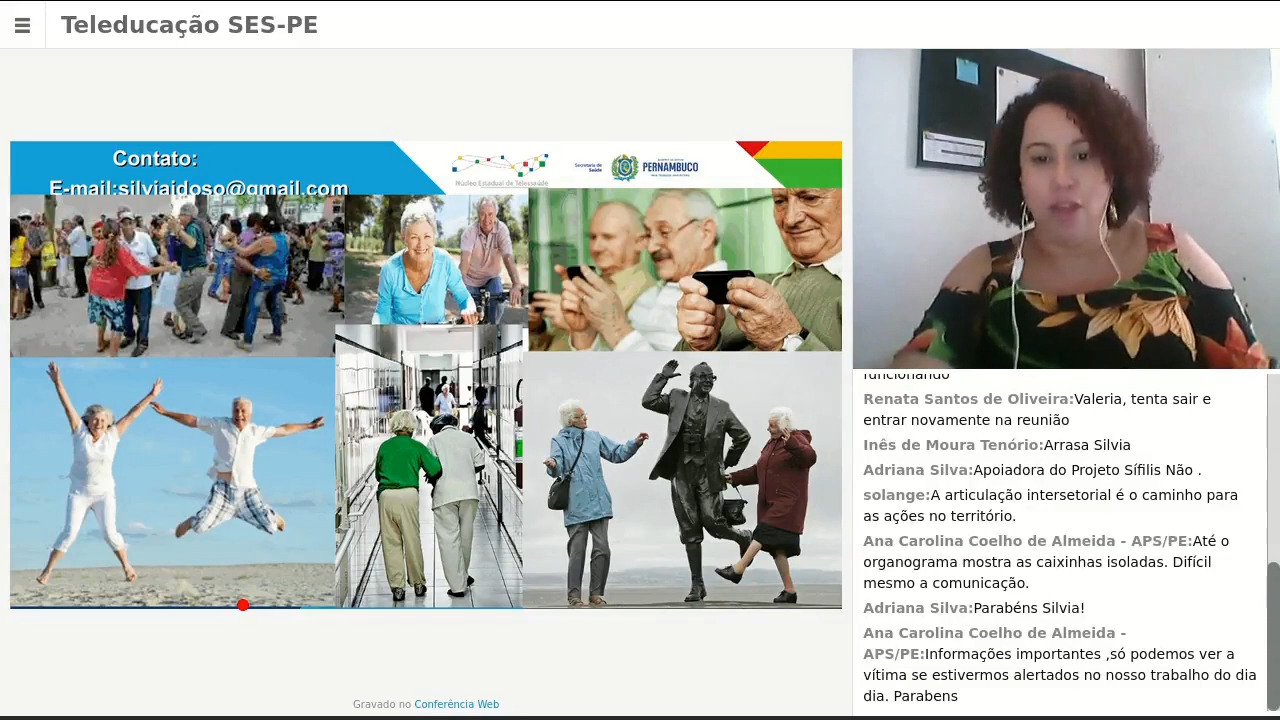 Teleducação SES-PE
Contato:
E-mail:silviaidoso@gmail.com
Núcleo Estadual de Telessaúde
Secretaria de
Saúde
PERNAMBUCO
funcionando
Renata Santos de Oliveira:Valeria, tenta sair e
entrar novamente na reunião
Inês de Moura Tenório:Arrasa Silvia
Adriana Silva:Apoiadora do Projeto Sífilis Não .
solange:A articulação intersetorial é o caminho para
as ações no território.
Ana Carolina Coelho de Almeida - APS/PE:Até o
organograma mostra as caixinhas isoladas. Difícil
mesmo a comunicação.
Adriana Silva:Parabéns Silvia!
Ana Carolina Coelho de Almeida -
APS/PE:Informações importantes ,só podemos ver a
vítima se estivermos alertados no nosso trabalho do dia
dia. Parabens
Gravado no Conferência Web